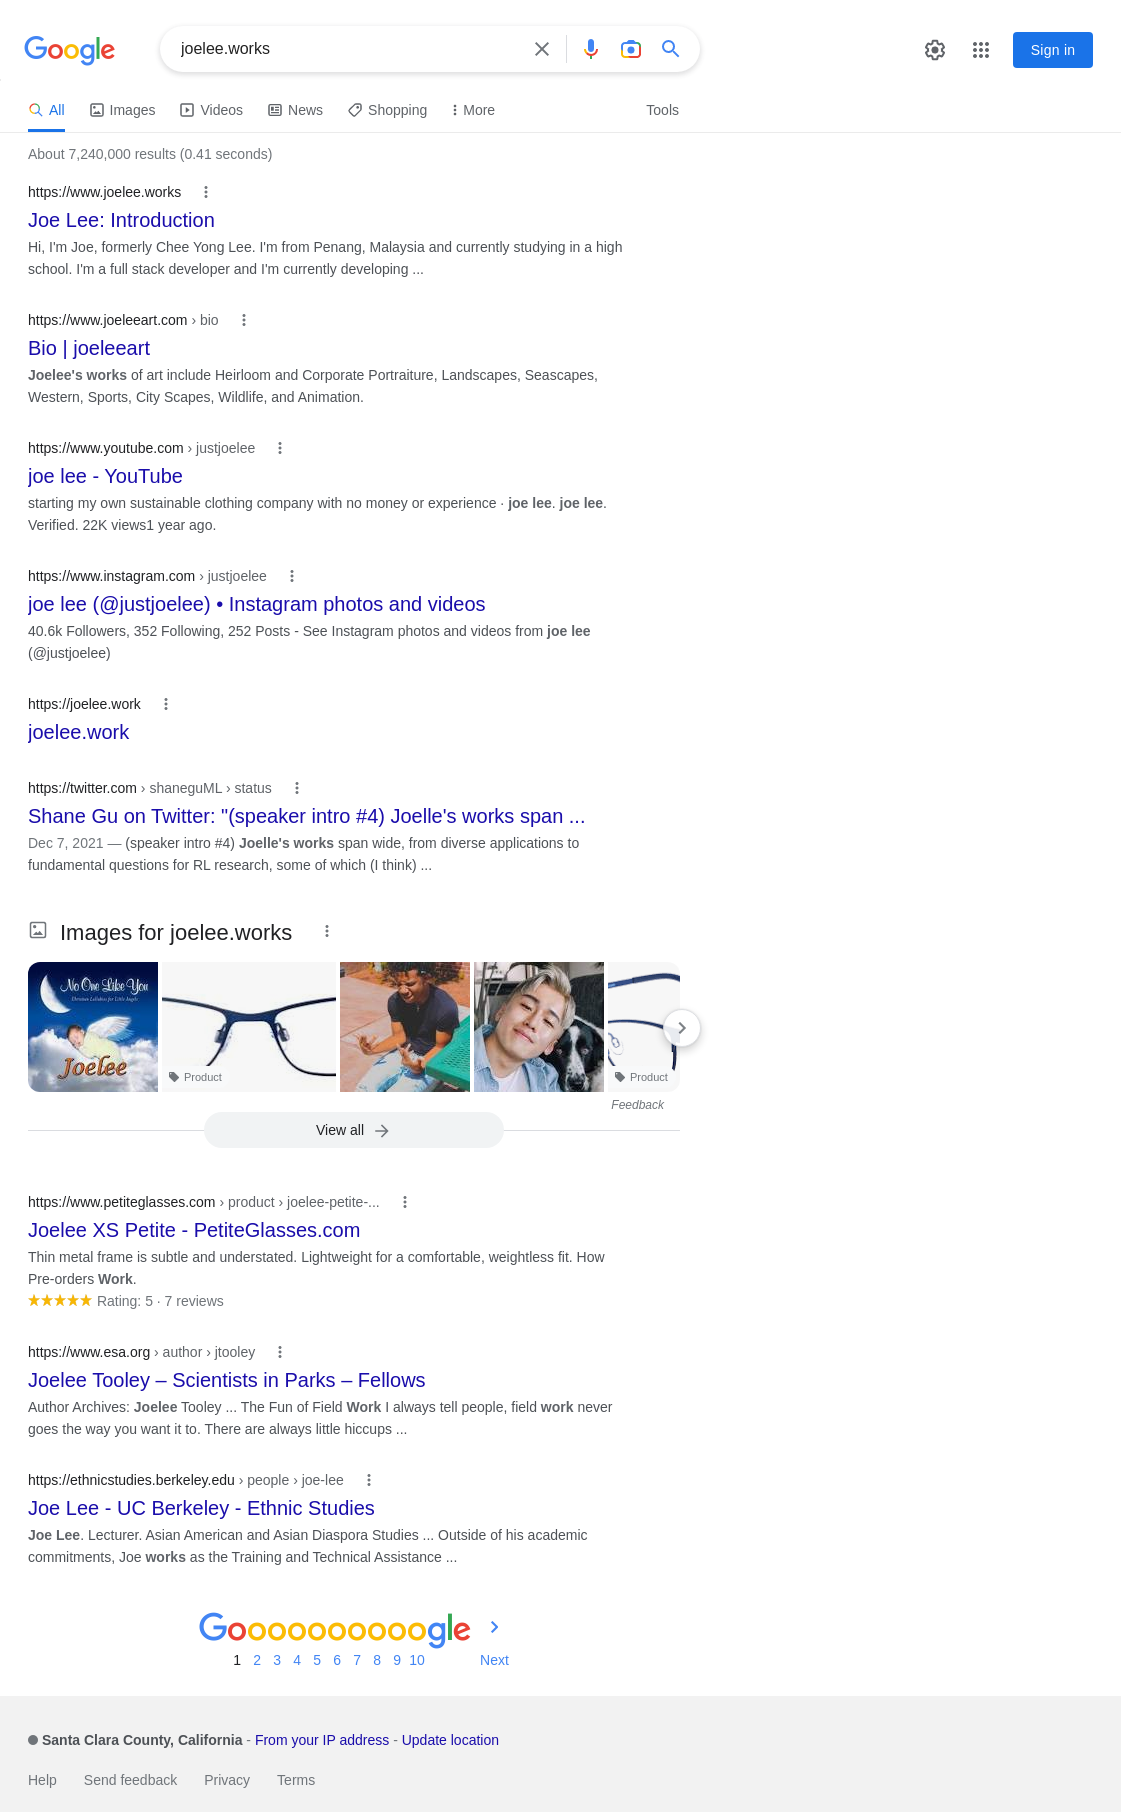 Google
joelee.works
Sign in
All
Images
Videos
News
Shopping
More
Tools
About 7,240,000 results (0.41 seconds)
https://www.joelee.works
Joe Lee: Introduction
Hi, I'm Joe, formerly Chee Yong Lee. I'm from Penang, Malaysia and currently studying in a high
school. I'm a full stack developer and I'm currently developing ...
https://www.joeleeart.com › bio
Bio | joeleeart
Joelee's works of art include Heirloom and Corporate Portraiture, Landscapes, Seascapes,
Western, Sports, City Scapes, Wildlife, and Animation.
https://www.youtube.com › justjoelee
joe lee - YouTube
starting my own sustainable clothing company with no money or experience · joe lee. joe lee.
Verified. 22K views1 year ago.
https://www.instagram.com › justjoelee
joe lee (@justjoelee) • Instagram photos and videos
40.6k Followers, 352 Following, 252 Posts - See Instagram photos and videos from joe lee
(@justjoelee)
https://joelee.work
joelee.work
https://twitter.com › shaneguML › status
Shane Gu on Twitter: "(speaker intro #4) Joelle's works span ...
Dec 7, 2021 — (speaker intro #4) Joelle's works span wide, from diverse applications to
fundamental questions for RL research, some of which (I think) ...
Images for joelee.works
No One Like You
Christian Lullabies for Little Angels
Joelee
Product
Product
Feedback
View all
https://www.petiteglasses.com › product › joelee-petite-...
Joelee XS Petite - PetiteGlasses.com
Thin metal frame is subtle and understated. Lightweight for a comfortable, weightless fit. How
Pre-orders Work.
Rating: 5 · 7 reviews
https://www.esa.org › author › jtooley
Joelee Tooley – Scientists in Parks – Fellows
Author Archives: Joelee Tooley ... The Fun of Field Work I always tell people, field work never
goes the way you want it to. There are always little hiccups ...
https://ethnicstudies.berkeley.edu › people › joe-lee
Joe Lee - UC Berkeley - Ethnic Studies
Joe Lee. Lecturer. Asian American and Asian Diaspora Studies ... Outside of his academic
commitments, Joe works as the Training and Technical Assistance ...
Goooooooooogle
1 2 3 4 5 6 7 8 9 10 Next
Santa Clara County, California - From your IP address - Update location
Help Send feedback Privacy Terms